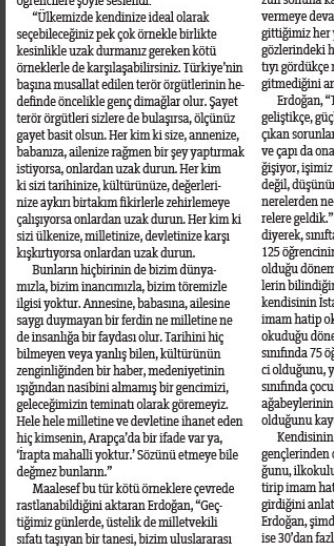 öğrencilere şöyle seslendi:
“Ülkemizde kendinize ideal olarak
seçebileceğiniz pek çok örnekle birlikte
kesinlikle uzak durmanız gereken kötü
örneklerle de karşılaşabilirsiniz. Türkiye’nin
başına musallat edilen terör örgütlerinin he-
definde öncelikle genç dimağlar olur. Şayet
terör örgütleri sizlere de bulaşırsa, ölçünüz
gayet basit olsun. Her kim ki size, annenize,
babanıza, ailenize rağmen bir şey yaptırmak
istiyorsa, onlardan uzak durun. Her kim
ki sizi tarihinize, kültürünüze, değerleri-
nize aykırı birtakım fikirlerle zehirlemeye
çalışıyorsa onlardan uzak durun. Her kim ki
sizi ülkenize, milletinize, devletinize karşı
kışkırtıyorsa onlardan uzak durun.
Bunların hiçbirinin de bizim dünya-
mızla, bizim inancımızla, bizim töremizle
ilgisi yoktur. Annesine, babasına, ailesine
saygı duymayan bir ferdin ne milletine ne
de insanlığa bir faydası olur. Tarihini hiç
bilmeyen veya yanlış bilen, kültürünün
zenginliğinden bir haber, medeniyetinin
ışığından nasibini almamış bir gencimizi,
geleceğimizin teminatı olarak göremeyiz.
Hele hele milletine ve devletine ihanet eden
hiç kimsenin, Arapça’da bir ifade var ya,
‘İrapta mahalli yoktur.’ Sözünü etmeye bile
değmez bunların.”
Maalesef bu tür kötü örneklere çevrede
rastlanabildiğini aktaran Erdoğan, “Geç-
tiğimiz günlerde, üstelik de milletvekili
sıfatı taşıyan bir tanesi, bizim uluslararası
vermeye deva
gittiğimiz her
gözlerindeki h
tıyı gördükçe
gitmediğini an
Erdoğan, “T
geliştikçe, güç
çıkan sorunlar
ve çapı da ona
ğişiyor, işimiz
değil, düşünün
nerelerden ne
relere geldik.”
diyerek, sınıfta
125 öğrencinin
olduğu dönem
lerin bilindiğin
kendisinin İsta
imam hatip ok
okuduğu döne
sınıfında 75 öğ
ci olduğunu, y
sınıfında çocu
ağabeylerinin
olduğunu kay
Kendisinin
gençlerinden
ğunu, ilkokulu
tirip imam hat
girdiğini anlat
Erdoğan, şimd
ise 30’dan fazl